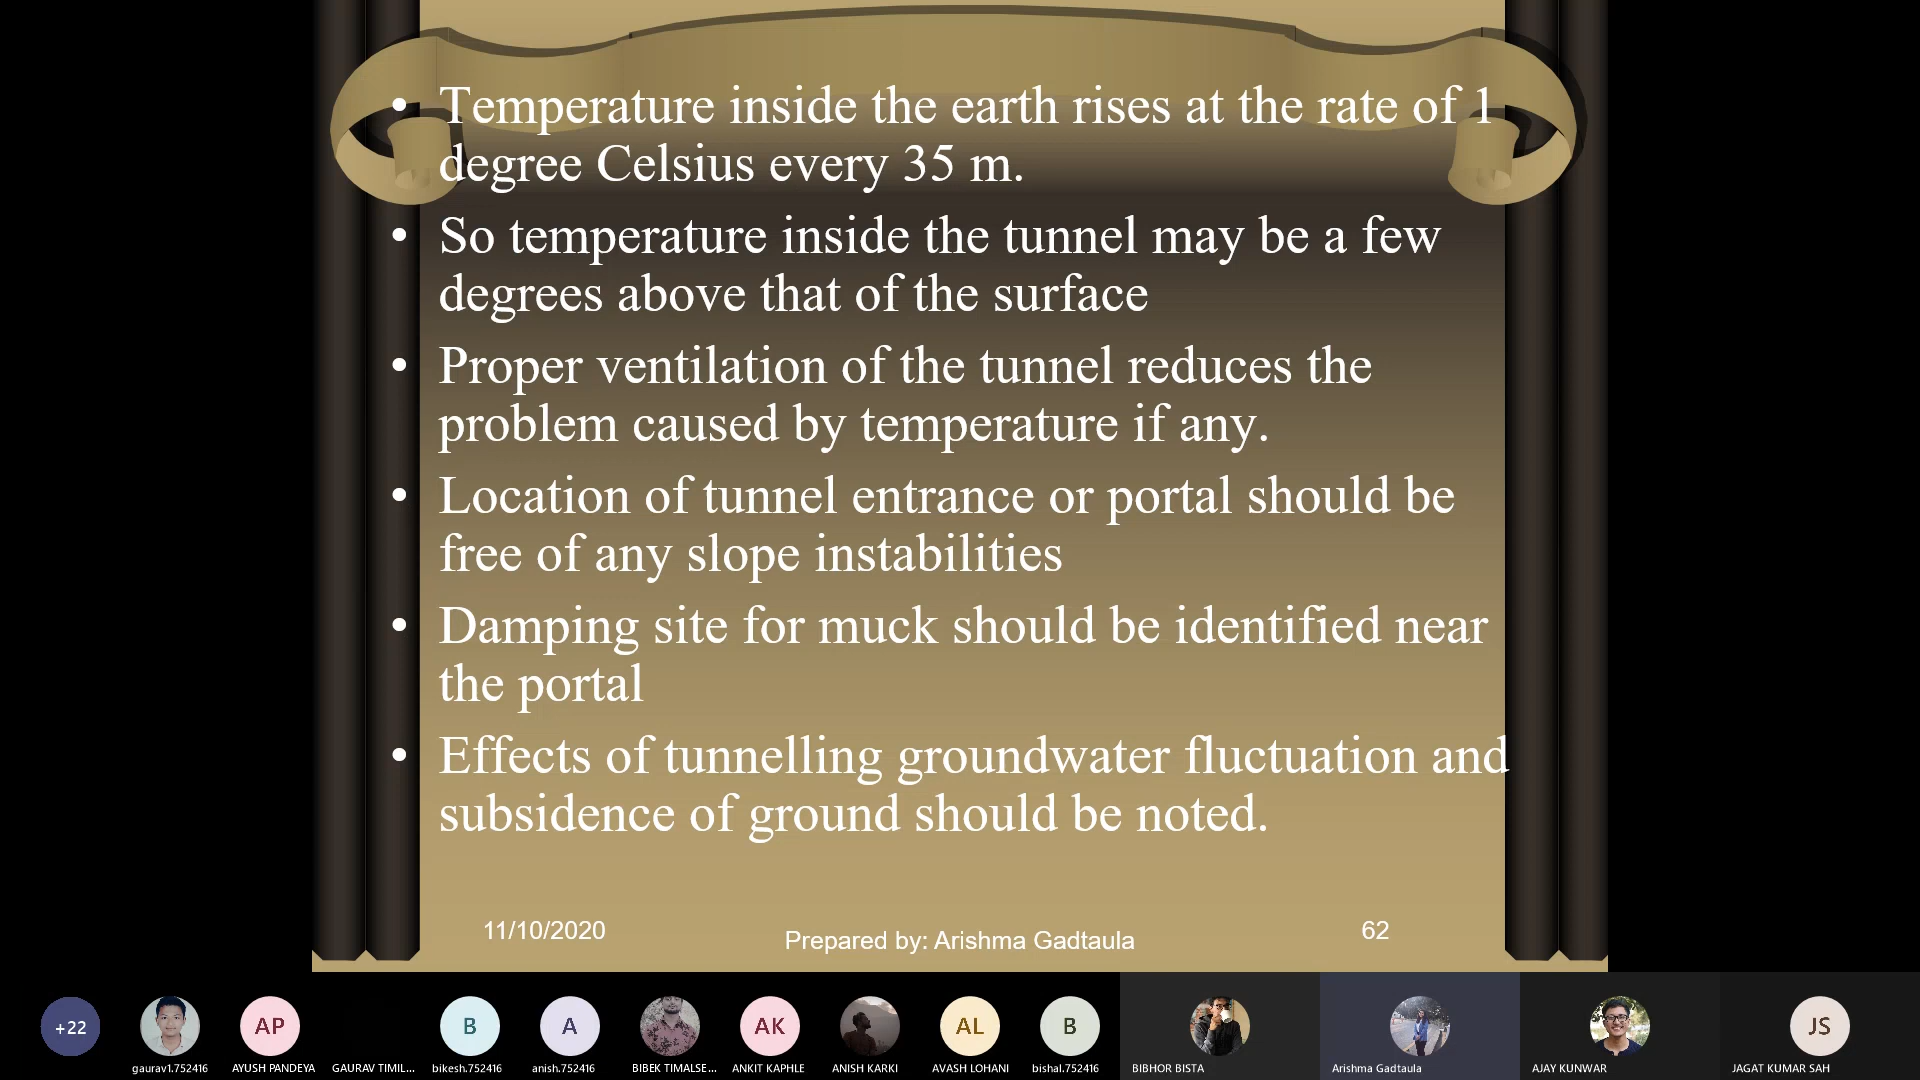 • Temperature inside the earth rises at the rate of 1
degree Celsius every 35 m.
• So temperature inside the tunnel may be a few
degrees above that of the surface
• Proper ventilation of the tunnel reduces the
problem caused by temperature if any.
• Location of tunnel entrance or portal should be
free of any slope instabilities
• Damping site for muck should be identified near
the portal
• Effects of tunnelling groundwater fluctuation and
subsidence of ground should be noted.
11/10/2020
Prepared by: Arishma Gadtaula
62
+22
AP
B
A
AK
AL
B
JS
gaurav1.752416
AYUSH PANDEYA
GAURAV TIMIL...
bikesh.752416
anish.752416
BIBEK TIMALSE...
ANKIT KAPHLE
ANISH KARKI
AVASH LOHANI
bishal.752416
BIBHOR BISTA
Arishma Gadtaula
AJAY KUNWAR
JAGAT KUMAR SAH